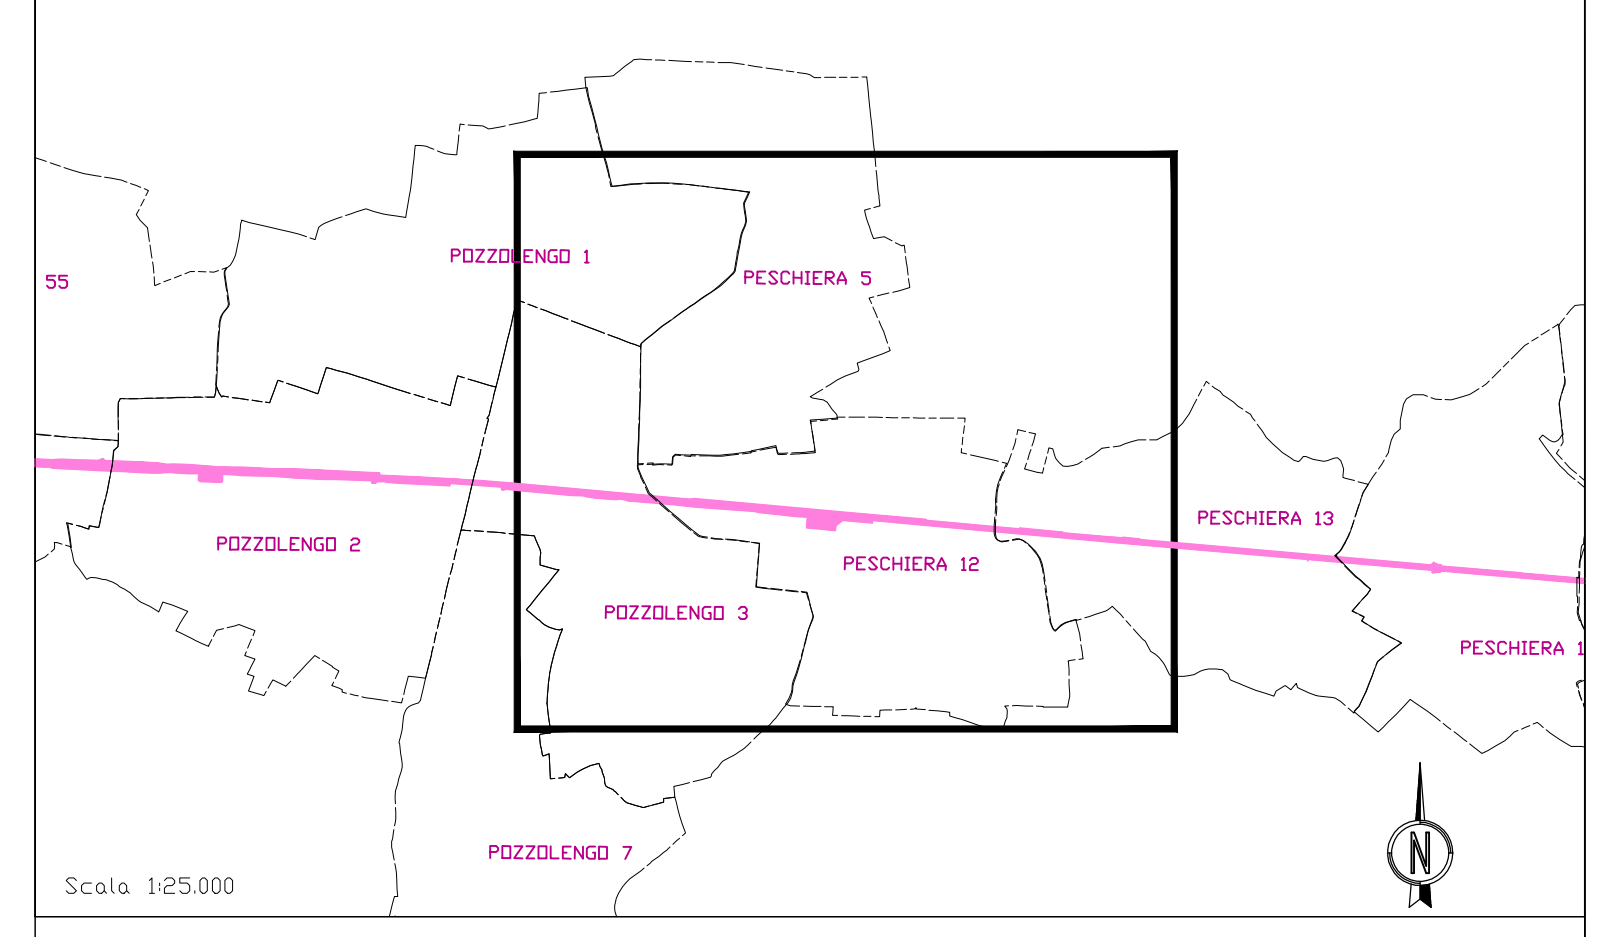 POZZOLENGO 1
55
PESCHIERA 5
PESCHIERA 13
POZZOLENGO 2
PESCHIERA 12
POZZOLENGO 3
PESCHIERA 1
POZZOLENGO 7
N
Scala 1:25.000